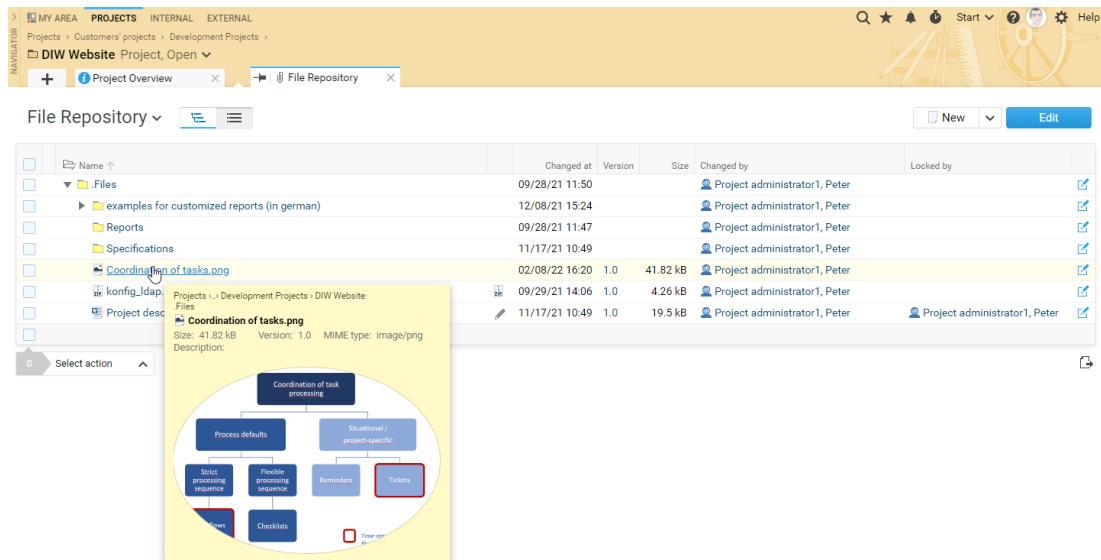 MY AREA PROJECTS INTERNAL EXTERNAL Start Help
NAVIGATOR
Projects › Customers' projects › Development Projects ›
DIW Website Project, Open
Project Overview File Repository
File Repository New Edit
Name Changed at Version Size Changed by Locked by
.Files 09/28/21 11:50 Project administrator1, Peter
examples for customized reports (in german) 12/08/21 15:24 Project administrator1, Peter
Reports 09/28/21 11:47 Project administrator1, Peter
Specifications 11/17/21 10:49 Project administrator1, Peter
Coordination of tasks.png 02/08/22 16:20 1.0 41.82 kB Project administrator1, Peter
konfig_ldap. ZIP 09/29/21 14:06 1.0 4.26 kB Project administrator1, Peter
Project desc 11/17/21 10:49 1.0 19.5 kB Project administrator1, Peter Project administrator1, Peter
0 Select action
Projects ›..› Development Projects › DIW Website
.Files
Coordination of tasks.png
Size: 41.82 kB Version: 1.0 MIME type: image/png
Description:
Coordination of task
processing
Process defaults
Situational /
project-specific
Strict
processing
sequence
Flexible
processing
sequence
Reminders
Tickets
Checklists